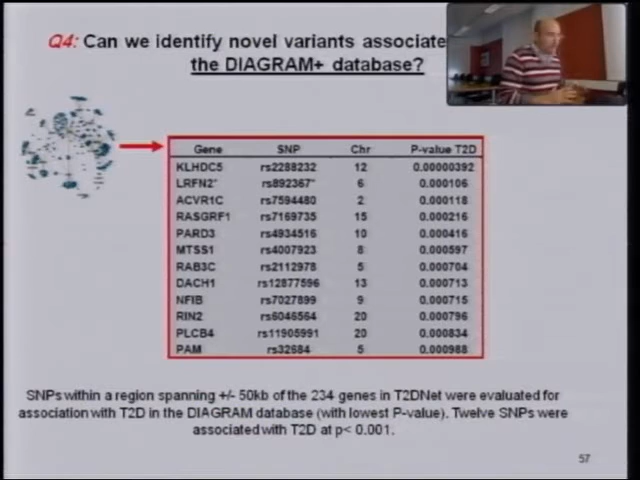 Q4: Can we identify novel variants associate
the DIAGRAM+ database?
Gene SNP Chr P-value T2D
KLHDC5 rs2288232 12 0.00000392
LRFN2* rs892367* 6 0.000106
ACVR1C rs7594480 2 0.000118
RASGRF1 rs7169735 15 0.000216
PARD3 rs4934516 10 0.000416
MTSS1 rs4007923 8 0.000597
RAB3C rs2112978 5 0.000704
DACH1 rs12877596 13 0.000713
NFIB rs7027899 9 0.000715
RIN2 rs6046564 20 0.000796
PLCB4 rs11905991 20 0.000834
PAM rs32684 5 0.000988
SNPs within a region spanning +/- 50kb of the 234 genes in T2DNet were evaluated for
association with T2D in the DIAGRAM database (with lowest P-value). Twelve SNPs were
associated with T2D at p< 0.001.
57